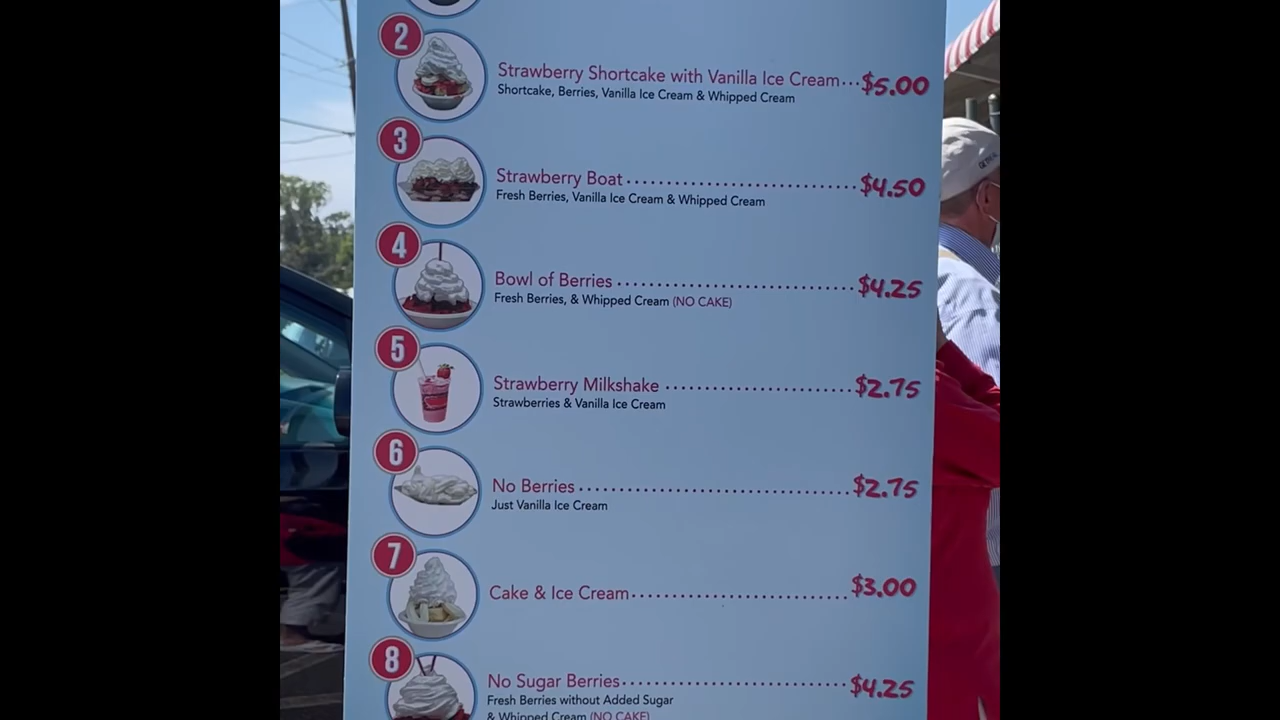 2
Strawberry Shortcake with Vanilla Ice Cream...$5.00
Shortcake, Berries, Vanilla Ice Cream & Whipped Cream
3
Strawberry Boat $4.50
Fresh Berries, Vanilla Ice Cream & Whipped Cream
4
Bowl of Berries $4.25
Fresh Berries, & Whipped Cream (NO CAKE)
5
Strawberry Milkshake $2.75
Strawberries & Vanilla Ice Cream
6
No Berries $2.75
Just Vanilla Ice Cream
7
Cake & Ice Cream $3.00
8
No Sugar Berries $4.25
Fresh Berries without Added Sugar
& Whipped Cream (NO CAKE)